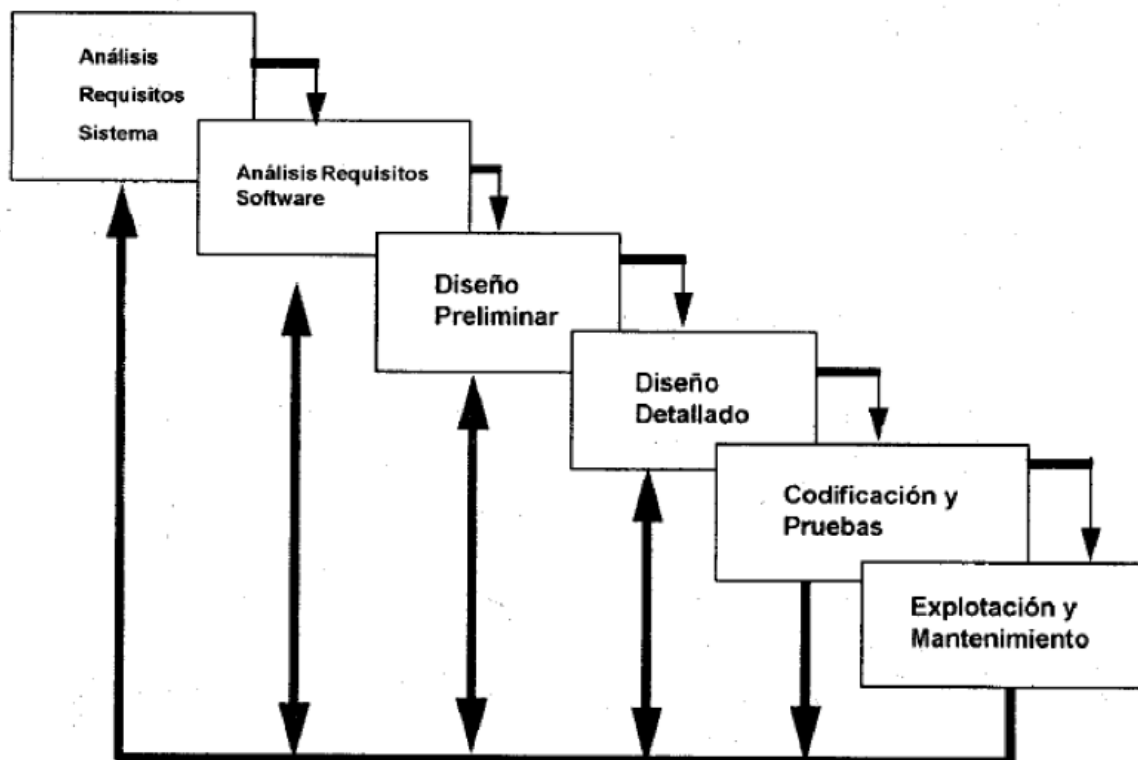 Análisis
Requisitos
Sistema
Análisis Requisitos
Software
Diseño
Preliminar
Diseño
Detallado
Codificación y
Pruebas
Explotación y
Mantenimiento